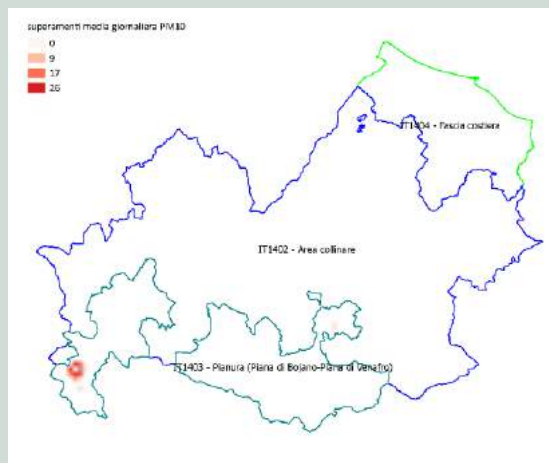 superamenti media giornaliera PM10
0
9
17
26
IT1404 - Fascia costiera
IT1402 - Area collinare
IT1403 - Pianura (Piana di Bojano-Piana di Venafro)